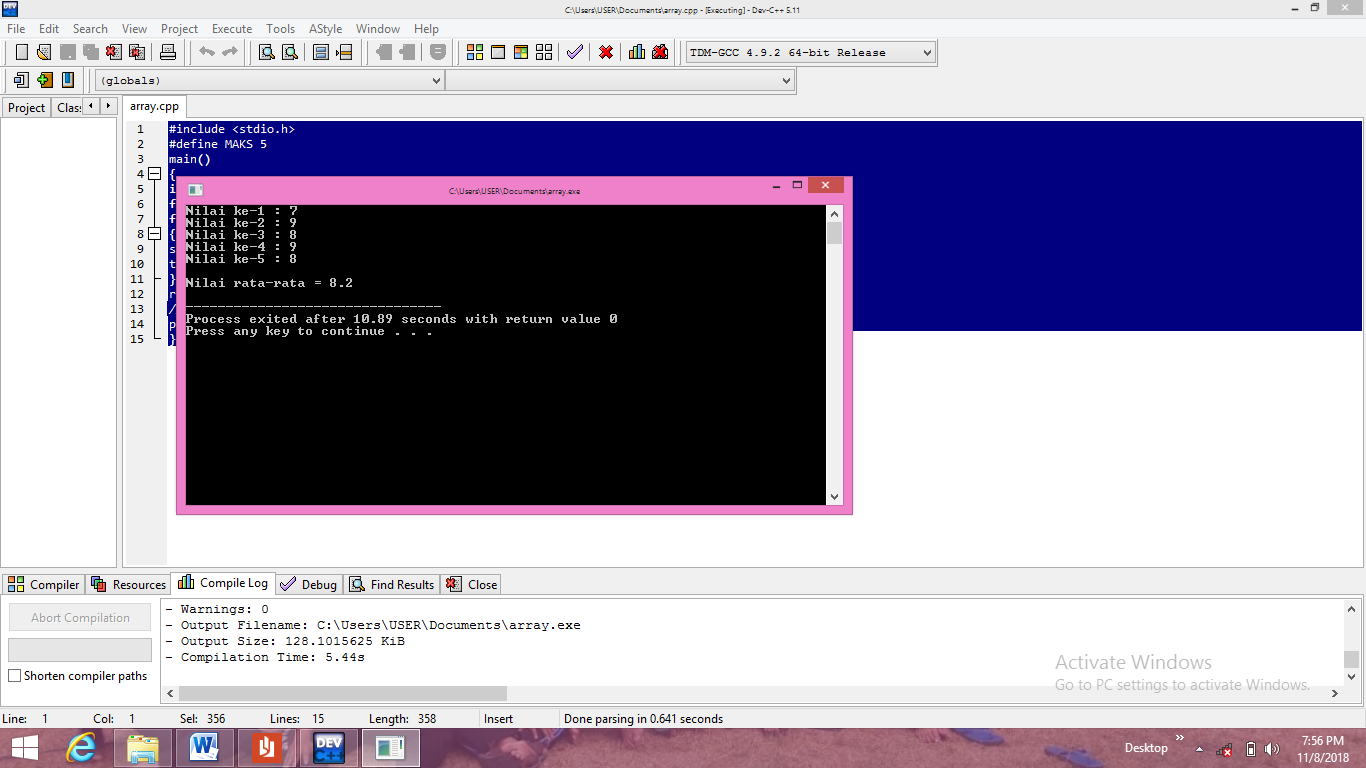 C:\Users\USER\Documents\array.cpp - [Executing] - Dev-C++ 5.11
File Edit Search View Project Execute Tools AStyle Window Help
TDM-GCC 4.9.2 64-bit Release
(globals)
Project Clas
array.cpp
1 #include <stdio.h>
2 #define MAKS 5
3 main()
4 {
5 i
6 f
7 f
8 {
9 s
10 t
11 }
12 r
13 /
14 p
15 }
C:\Users\USER\Documents\array.exe
Nilai ke-1 : 7
Nilai ke-2 : 9
Nilai ke-3 : 8
Nilai ke-4 : 9
Nilai ke-5 : 8
Nilai rata-rata = 8.2
--------------------------------
Process exited after 10.89 seconds with return value 0
Press any key to continue . . .
Compiler Resources Compile Log Debug Find Results Close
Abort Compilation
Shorten compiler paths
- Warnings: 0
- Output Filename: C:\Users\USER\Documents\array.exe
- Output Size: 128.1015625 KiB
- Compilation Time: 5.44s
Activate Windows
Go to PC settings to activate Windows.
Line: 1 Col: 1 Sel: 356 Lines: 15 Length: 358 Insert Done parsing in 0.641 seconds
DEV C++
Desktop
7:56 PM
11/8/2018